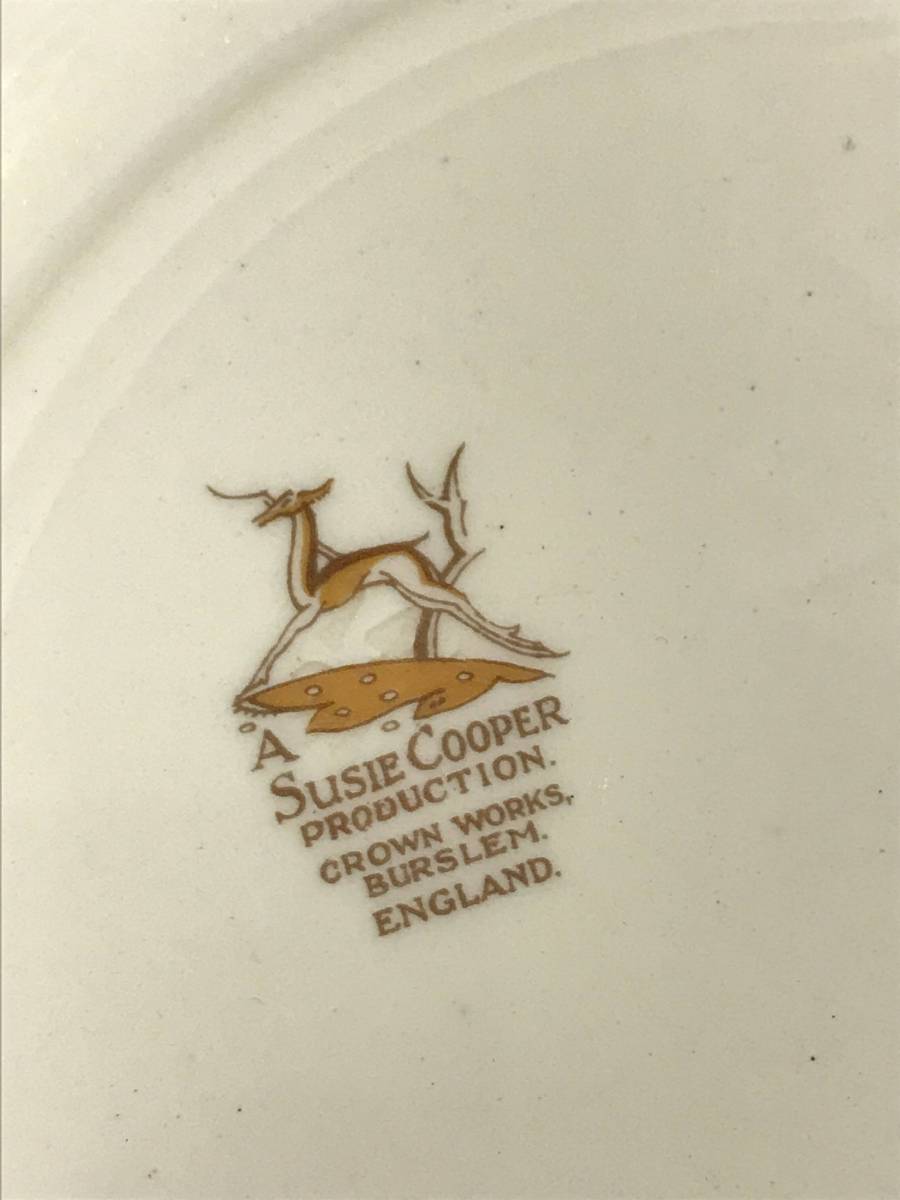 A
SUSIE COOPER
PRODUCTION.
CROWN WORKS,
BURSLEM.
ENGLAND.